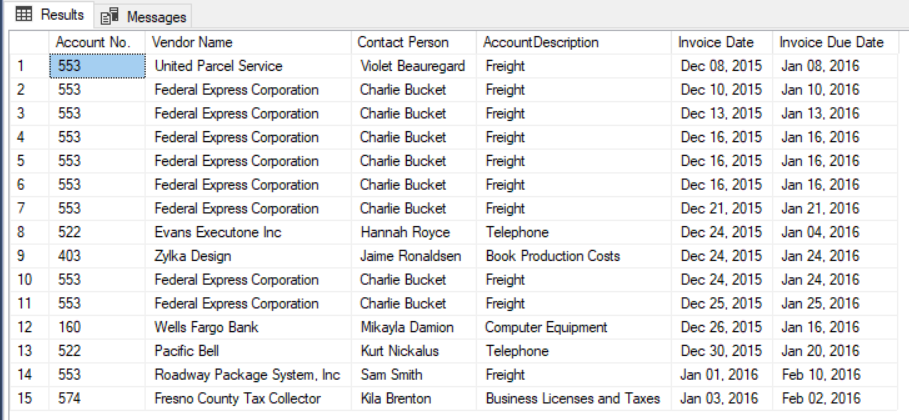 Results Messages
Account No. Vendor Name Contact Person AccountDescription Invoice Date Invoice Due Date
1 553 United Parcel Service Violet Beauregard Freight Dec 08, 2015 Jan 08, 2016
2 553 Federal Express Corporation Charlie Bucket Freight Dec 10, 2015 Jan 10, 2016
3 553 Federal Express Corporation Charlie Bucket Freight Dec 13, 2015 Jan 13, 2016
4 553 Federal Express Corporation Charlie Bucket Freight Dec 16, 2015 Jan 16, 2016
5 553 Federal Express Corporation Charlie Bucket Freight Dec 16, 2015 Jan 16, 2016
6 553 Federal Express Corporation Charlie Bucket Freight Dec 16, 2015 Jan 16, 2016
7 553 Federal Express Corporation Charlie Bucket Freight Dec 21, 2015 Jan 21, 2016
8 522 Evans Executone Inc Hannah Royce Telephone Dec 24, 2015 Jan 04, 2016
9 403 Zylka Design Jaime Ronaldsen Book Production Costs Dec 24, 2015 Jan 24, 2016
10 553 Federal Express Corporation Charlie Bucket Freight Dec 24, 2015 Jan 24, 2016
11 553 Federal Express Corporation Charlie Bucket Freight Dec 25, 2015 Jan 25, 2016
12 160 Wells Fargo Bank Mikayla Damion Computer Equipment Dec 26, 2015 Jan 16, 2016
13 522 Pacific Bell Kurt Nickalus Telephone Dec 30, 2015 Jan 20, 2016
14 553 Roadway Package System, Inc Sam Smith Freight Jan 01, 2016 Feb 10, 2016
15 574 Fresno County Tax Collector Kila Brenton Business Licenses and Taxes Jan 03, 2016 Feb 02, 2016